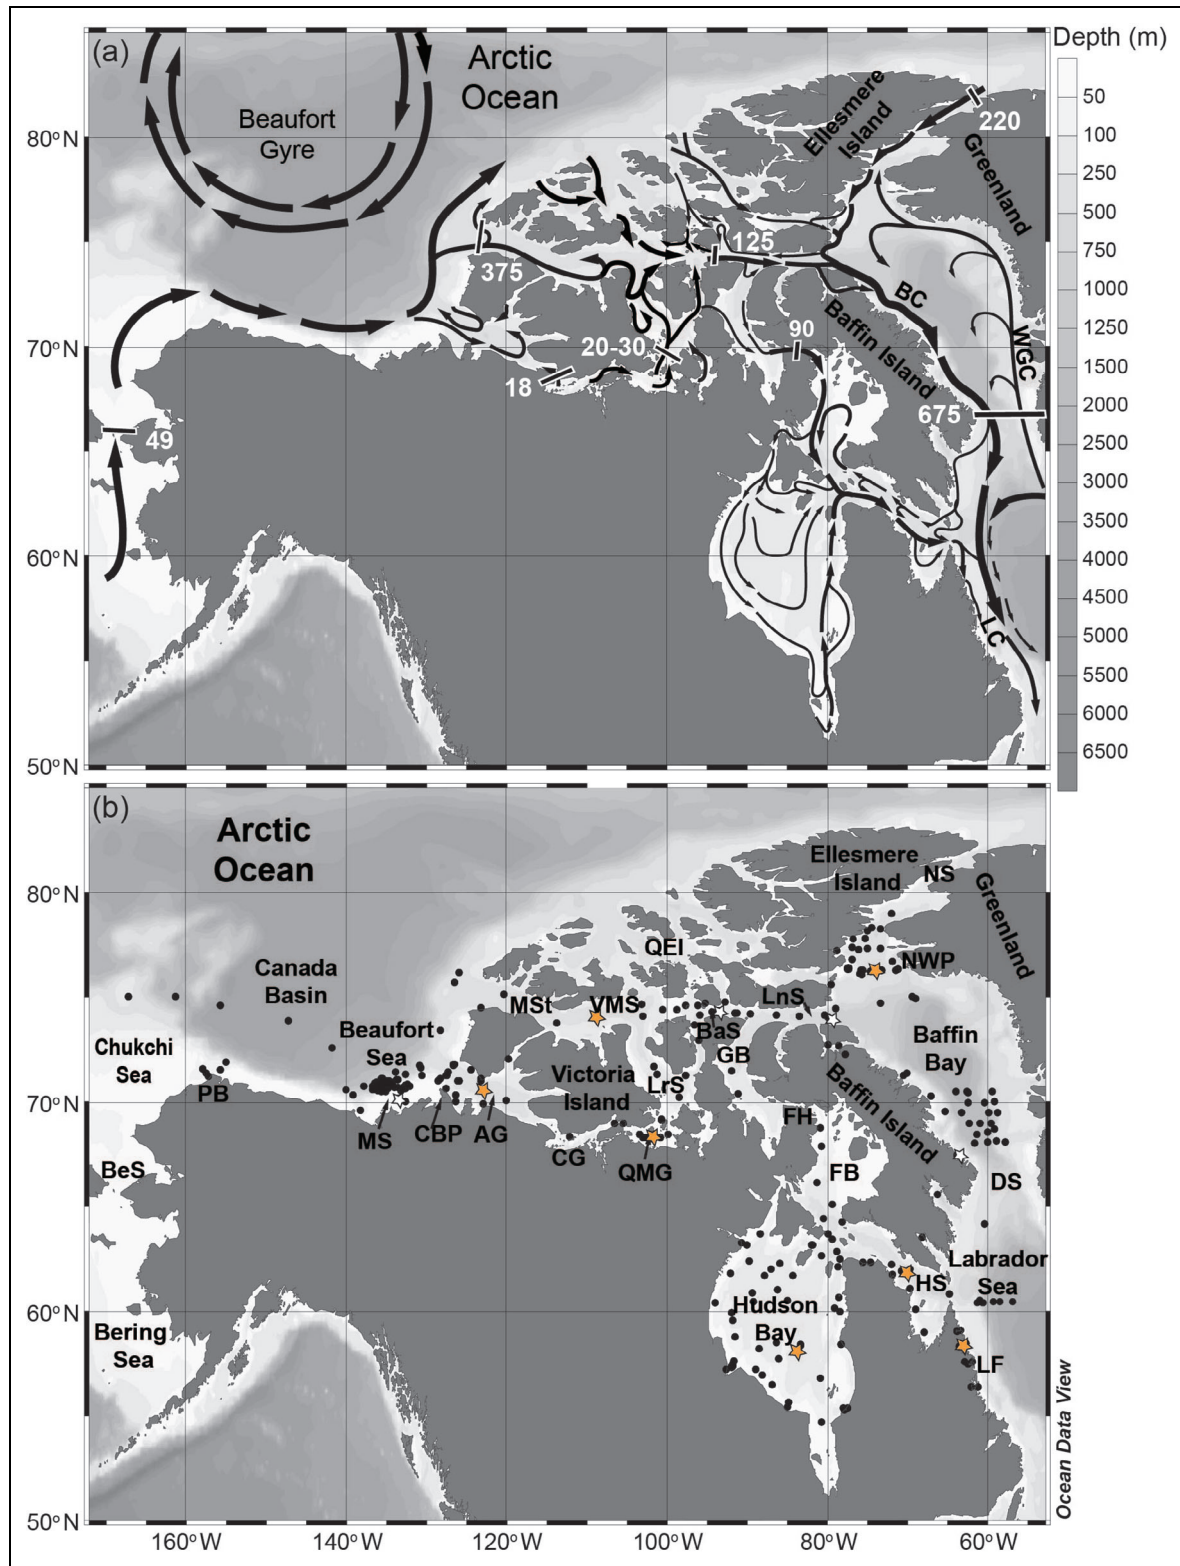 (a)
Arctic
Ocean
Depth (m)
Beaufort
Gyre
Ellesmere
Island
Greenland
220
125
375
BC
Baffin Island
WGC
20-30
90
18
49
675
LC
80°N
70°N
60°N
50°N
50
100
250
500
750
1000
1250
1500
2000
2500
3000
3500
4000
4500
5000
5500
6000
6500
(b)
Arctic
Ocean
Ellesmere
Island
NS
Greenland
QEI
NWP
Canada
Basin
MSt
VMS
LnS
Beaufort
Sea
BaS
GB
Baffin
Bay
Chukchi
Sea
PB
Victoria
Island
LrS
Baffin Island
MS
CBP
AG
CG
QMG
FH
FB
BeS
DS
Labrador
Sea
HS
Hudson
Bay
Bering
Sea
LF
80°N
70°N
60°N
50°N
160°W
140°W
120°W
100°W
80°W
60°W
Ocean Data View